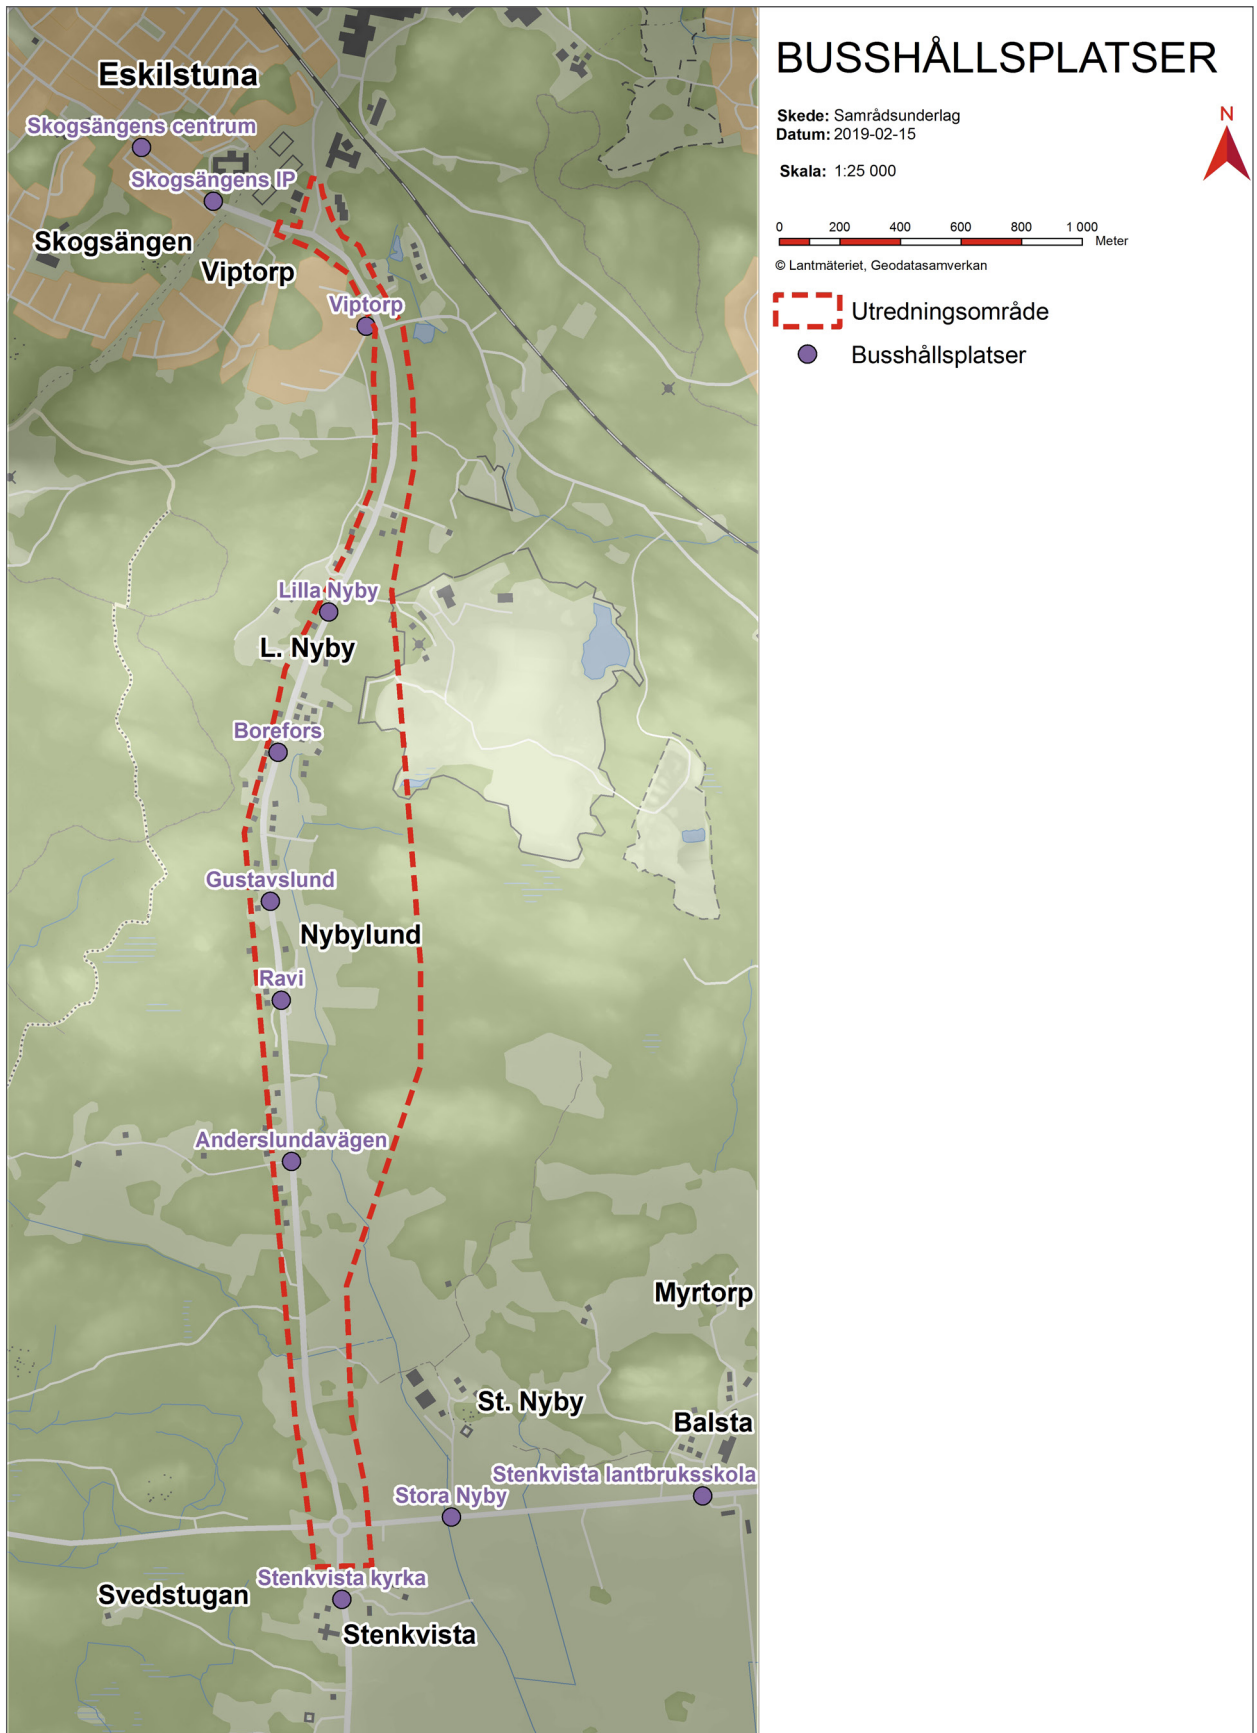 BUSSHÅLLSPLATSER
Skede: Samrådsunderlag
Datum: 2019-02-15
Skala: 1:25 000
N
0 200 400 600 800 1 000
Meter
© Lantmäteriet, Geodatasamverkan
Utredningsområde
Busshållsplatser
Eskilstuna
Skogsängens centrum
Skogsängens IP
Skogsängen
Viptorp
Viptorp
Lilla Nyby
L. Nyby
Borefors
Gustavslund
Nybylund
Ravi
Anderslundavägen
Myrtorp
St. Nyby
Balsta
Stenkvista lantbruksskola
Stora Nyby
Stenkvista kyrka
Svedstugan
Stenkvista